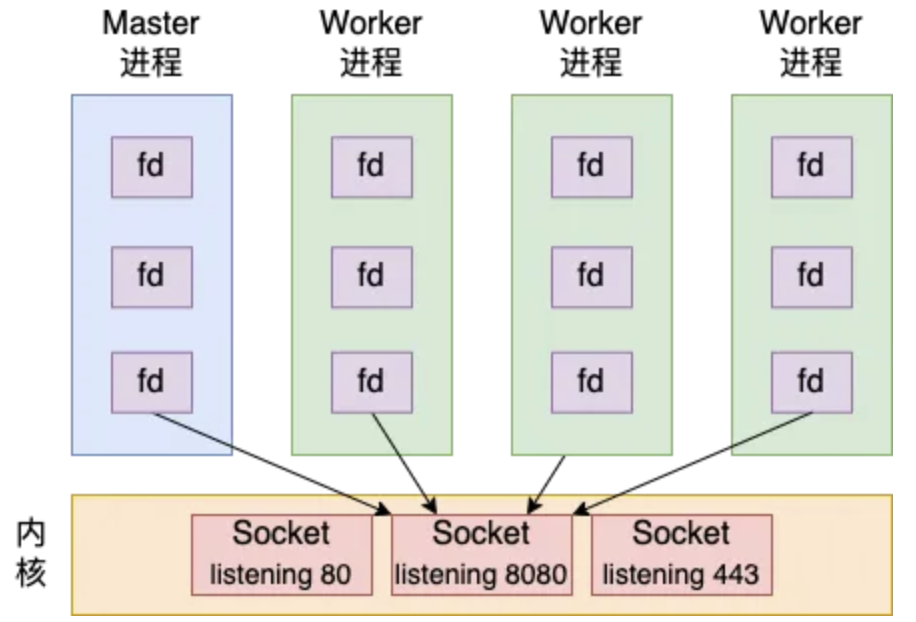 Master
进程
Worker
进程
Worker
进程
Worker
进程
fd
fd
fd
fd
fd
fd
fd
fd
fd
fd
fd
fd
内
核
Socket
listening 80
Socket
listening 8080
Socket
listening 443